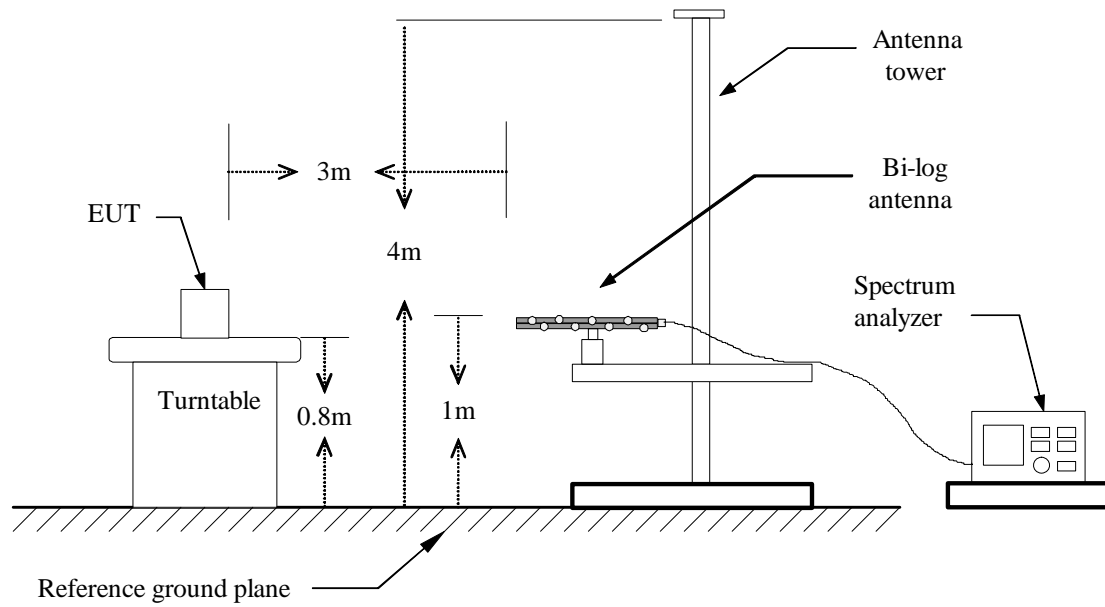 Antenna
tower
3m
Bi-log
antenna
EUT
4m
Spectrum
analyzer
Turntable
0.8m
1m
Reference ground plane